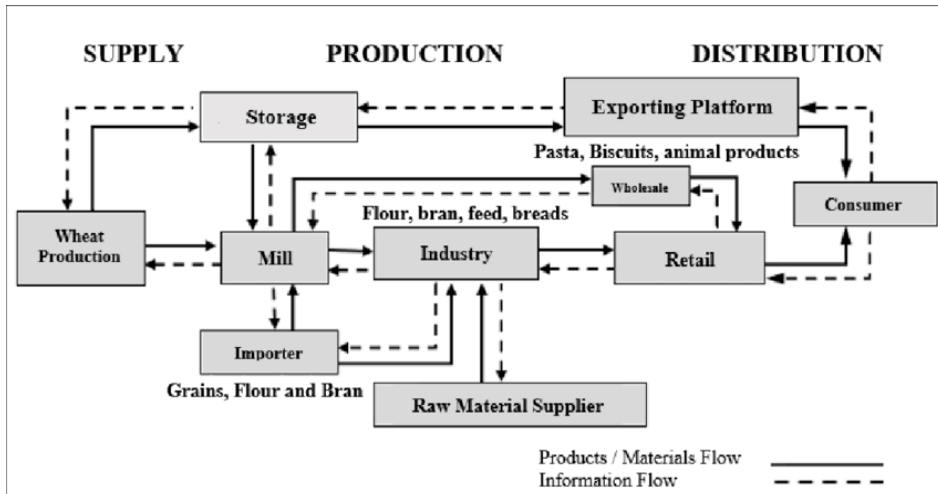 SUPPLY
PRODUCTION
DISTRIBUTION
Storage
Exporting Platform
Pasta, Biscuits, animal products
Wholesale
Consumer
Flour, bran, feed, breads
Wheat
Production
Mill
Industry
Retail
Importer
Grains, Flour and Bran
Raw Material Supplier
Products / Materials Flow
Information Flow